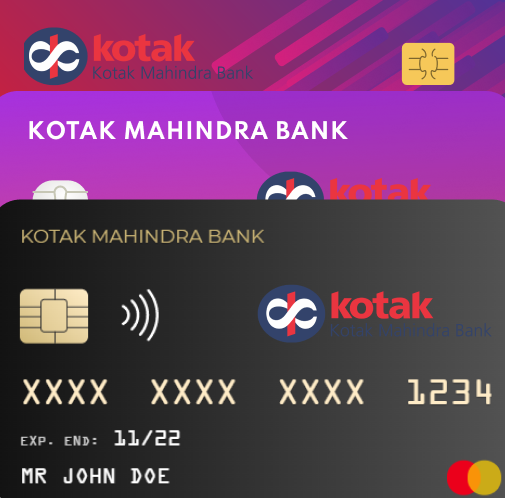 kotak
Kotak Mahindra Bank
KOTAK MAHINDRA BANK
kotak
KOTAK MAHINDRA BANK
kotak
Kotak Mahindra Bank
XXXX XXXX XXXX 1234
EXP. END: 11/22
MR JOHN DOE